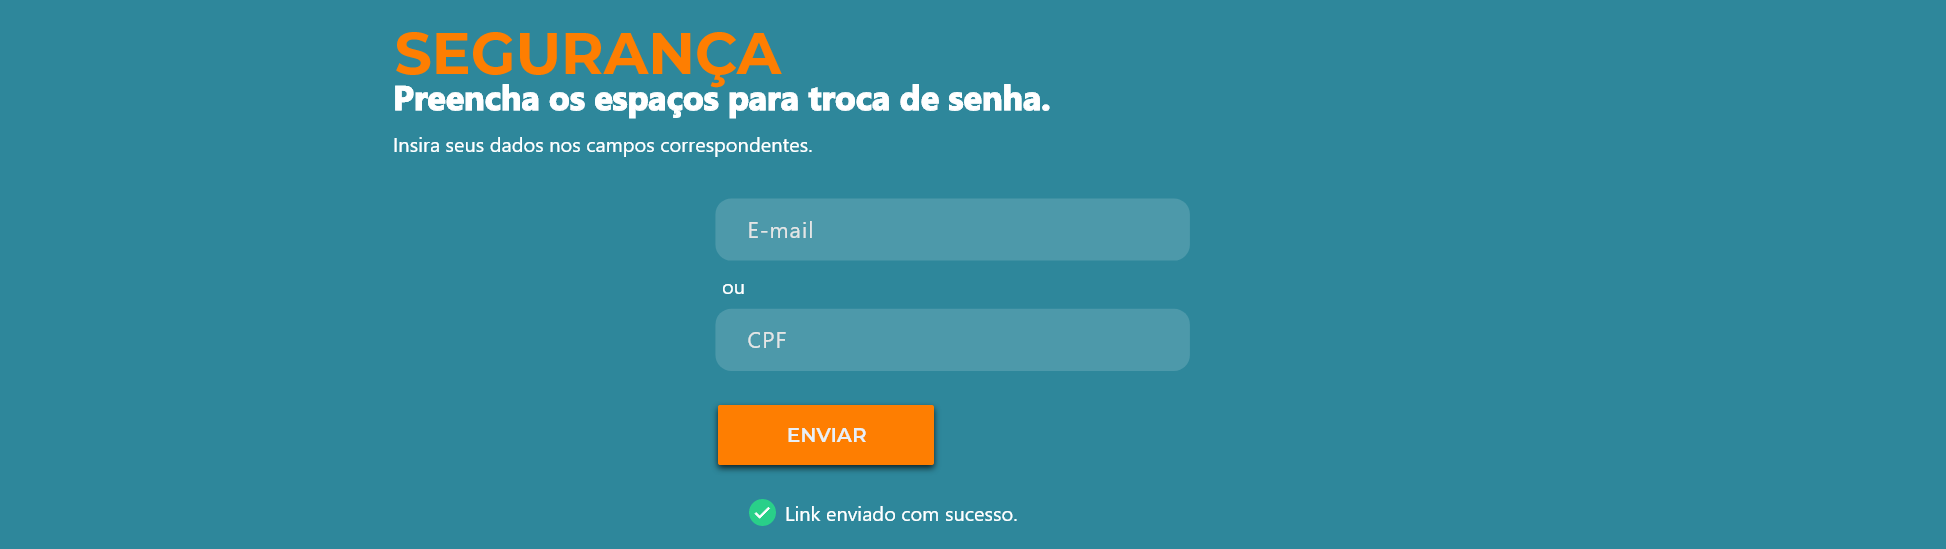 SEGURANÇA
Preencha os espaços para troca de senha.
Insira seus dados nos campos correspondentes.
E-mail
ou
CPF
ENVIAR
Link enviado com sucesso.